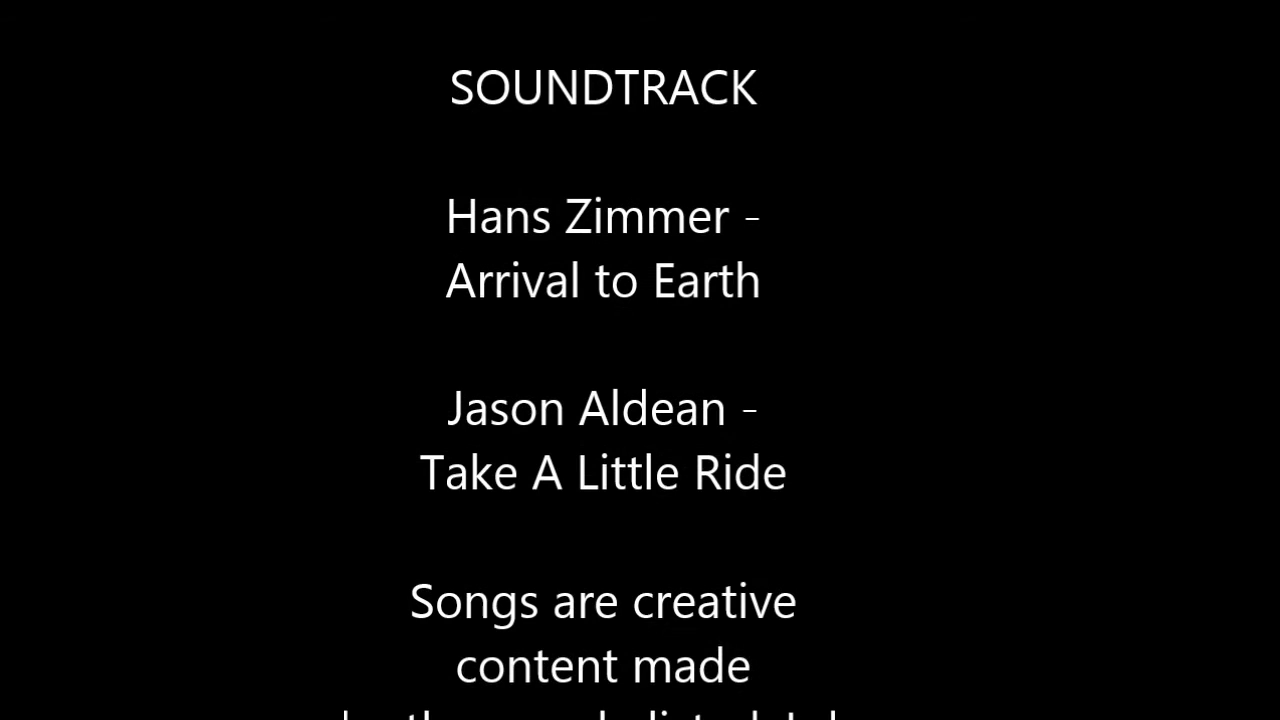 SOUNDTRACK
Hans Zimmer -
Arrival to Earth
Jason Aldean -
Take A Little Ride
Songs are creative
content made